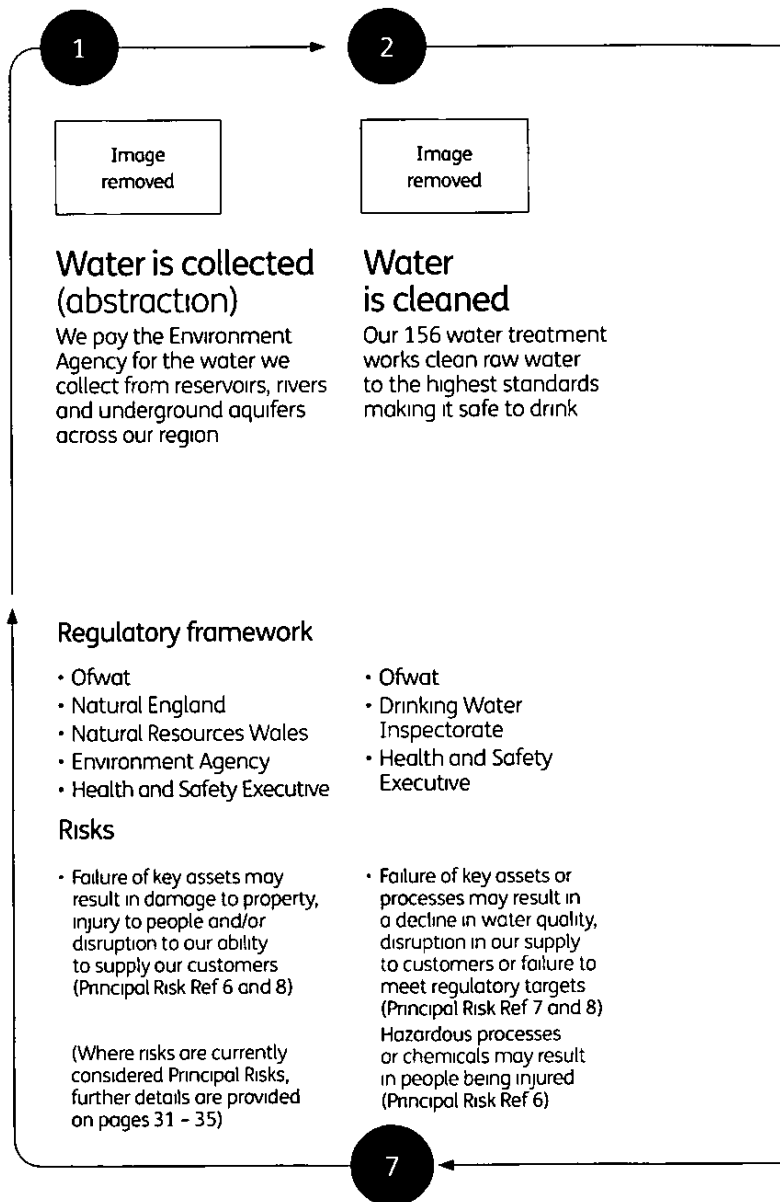 1
2
Image
removed
Image
removed
Water is collected
(abstraction)
We pay the Environment
Agency for the water we
collect from reservoirs, rivers
and underground aquifers
across our region
Water
is cleaned
Our 156 water treatment
works clean raw water
to the highest standards
making it safe to drink
Regulatory framework
• Ofwat
• Natural England
• Natural Resources Wales
• Environment Agency
• Health and Safety Executive
• Ofwat
• Drinking Water
Inspectorate
• Health and Safety
Executive
Risks
• Failure of key assets may
result in damage to property,
injury to people and/or
disruption to our ability
to supply our customers
(Principal Risk Ref 6 and 8)
(Where risks are currently
considered Principal Risks,
further details are provided
on pages 31 – 35)
• Failure of key assets or
processes may result in
a decline in water quality,
disruption in our supply
to customers or failure to
meet regulatory targets
(Principal Risk Ref 7 and 8)
Hazardous processes
or chemicals may result
in people being injured
(Principal Risk Ref 6)
7